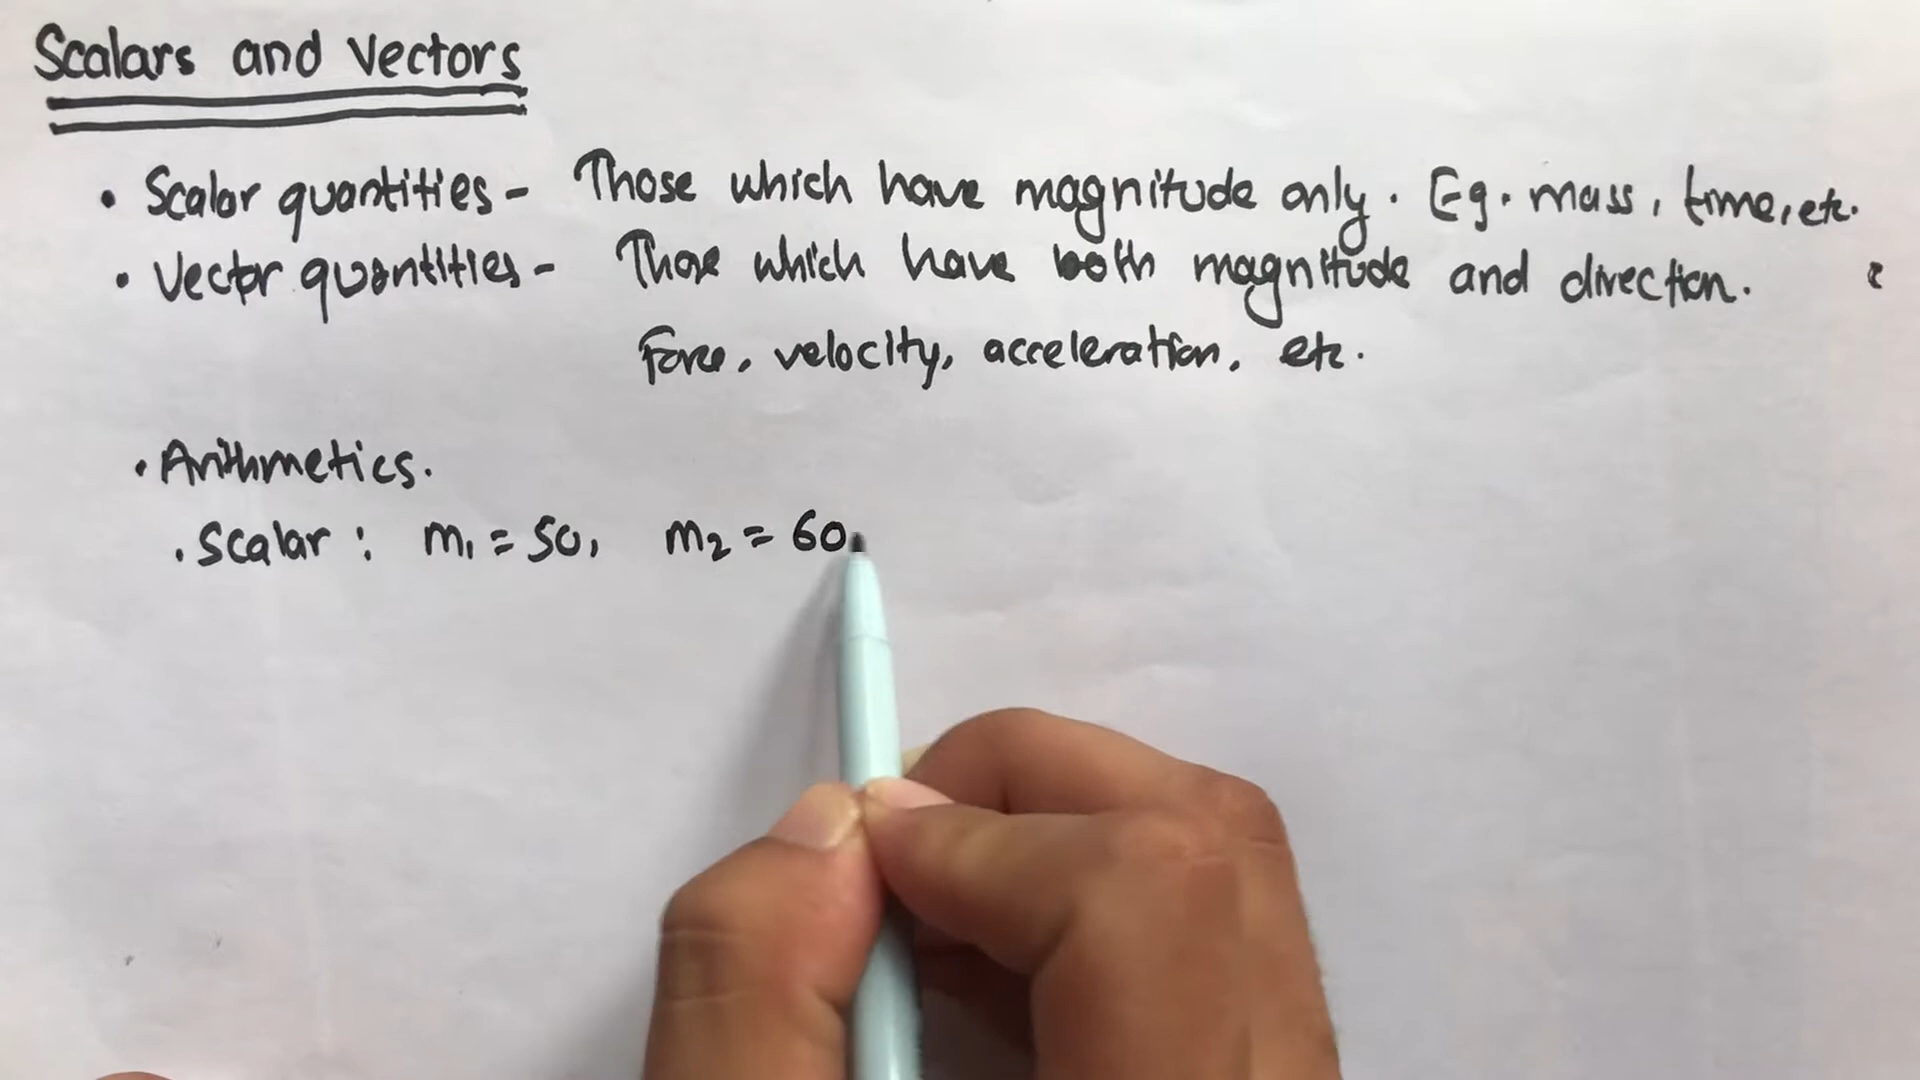 Scalars and vectors
• Scalar quantities - Those which have magnitude only. Eg. mass, time, etc.
• Vector quantities - Those which have both magnitude and direction.
Force, velocity, acceleration, etc.
• Arithmetics.
• Scalar : m₁ = 50, m₂ = 60